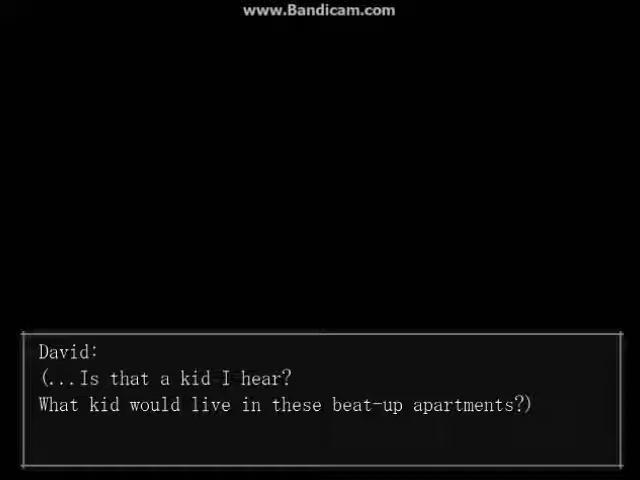 www.Bandicam.com
David:
(...Is that a kid I hear?
What kid would live in these beat-up apartments?)